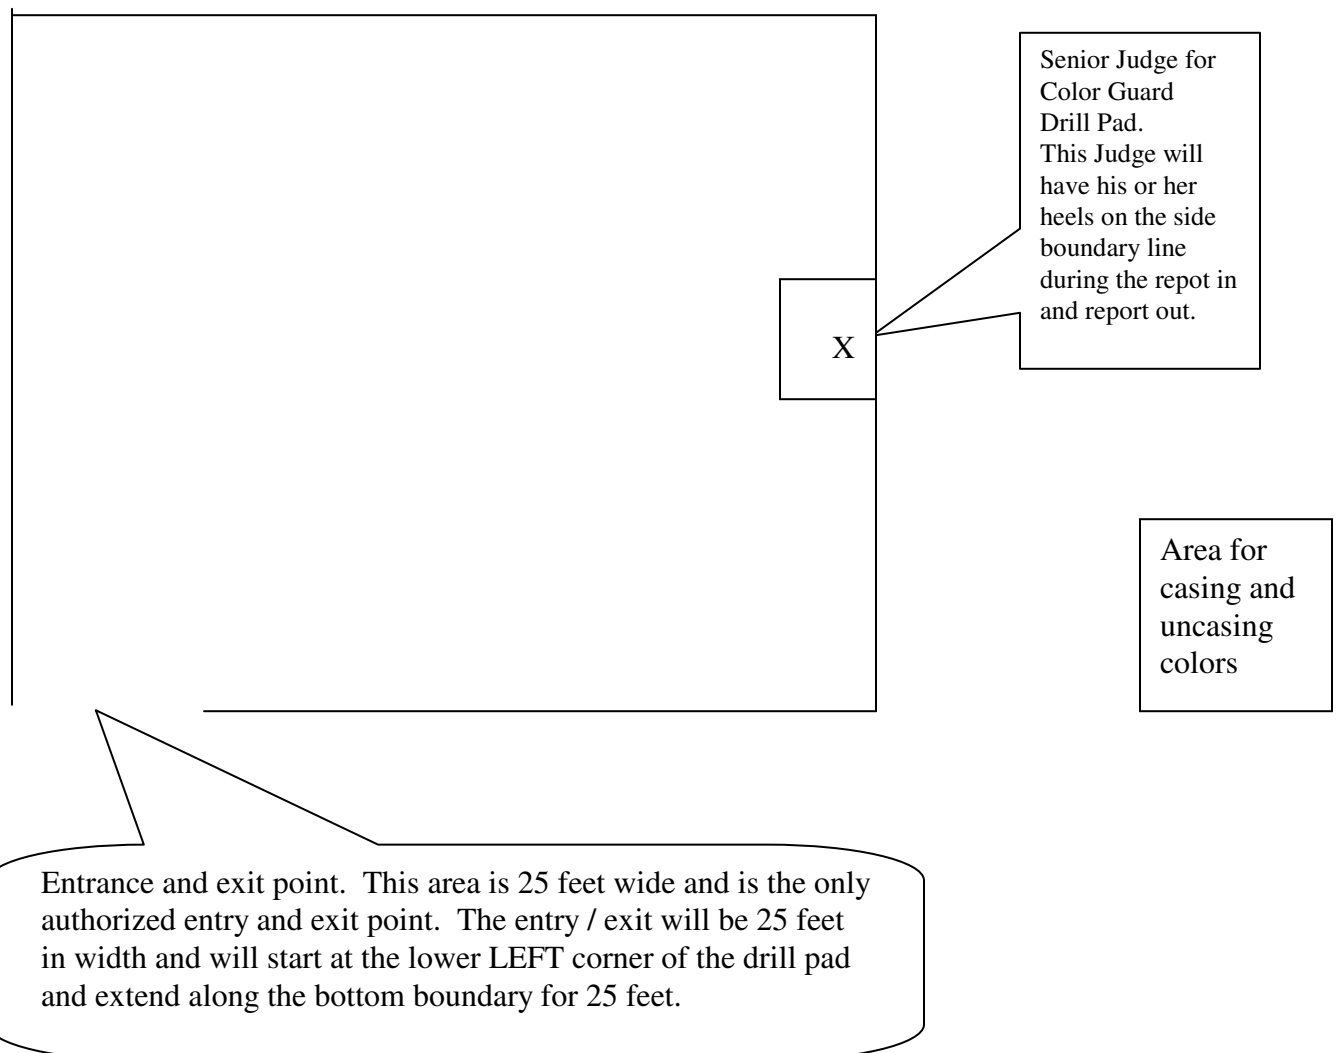 Senior Judge for
Color Guard
Drill Pad.
This Judge will
have his or her
heels on the side
boundary line
during the repot in
and report out.
X
Area for
casing and
uncasing
colors
Entrance and exit point.  This area is 25 feet wide and is the only
authorized entry and exit point.  The entry / exit will be 25 feet
in width and will start at the lower LEFT corner of the drill pad
and extend along the bottom boundary for 25 feet.